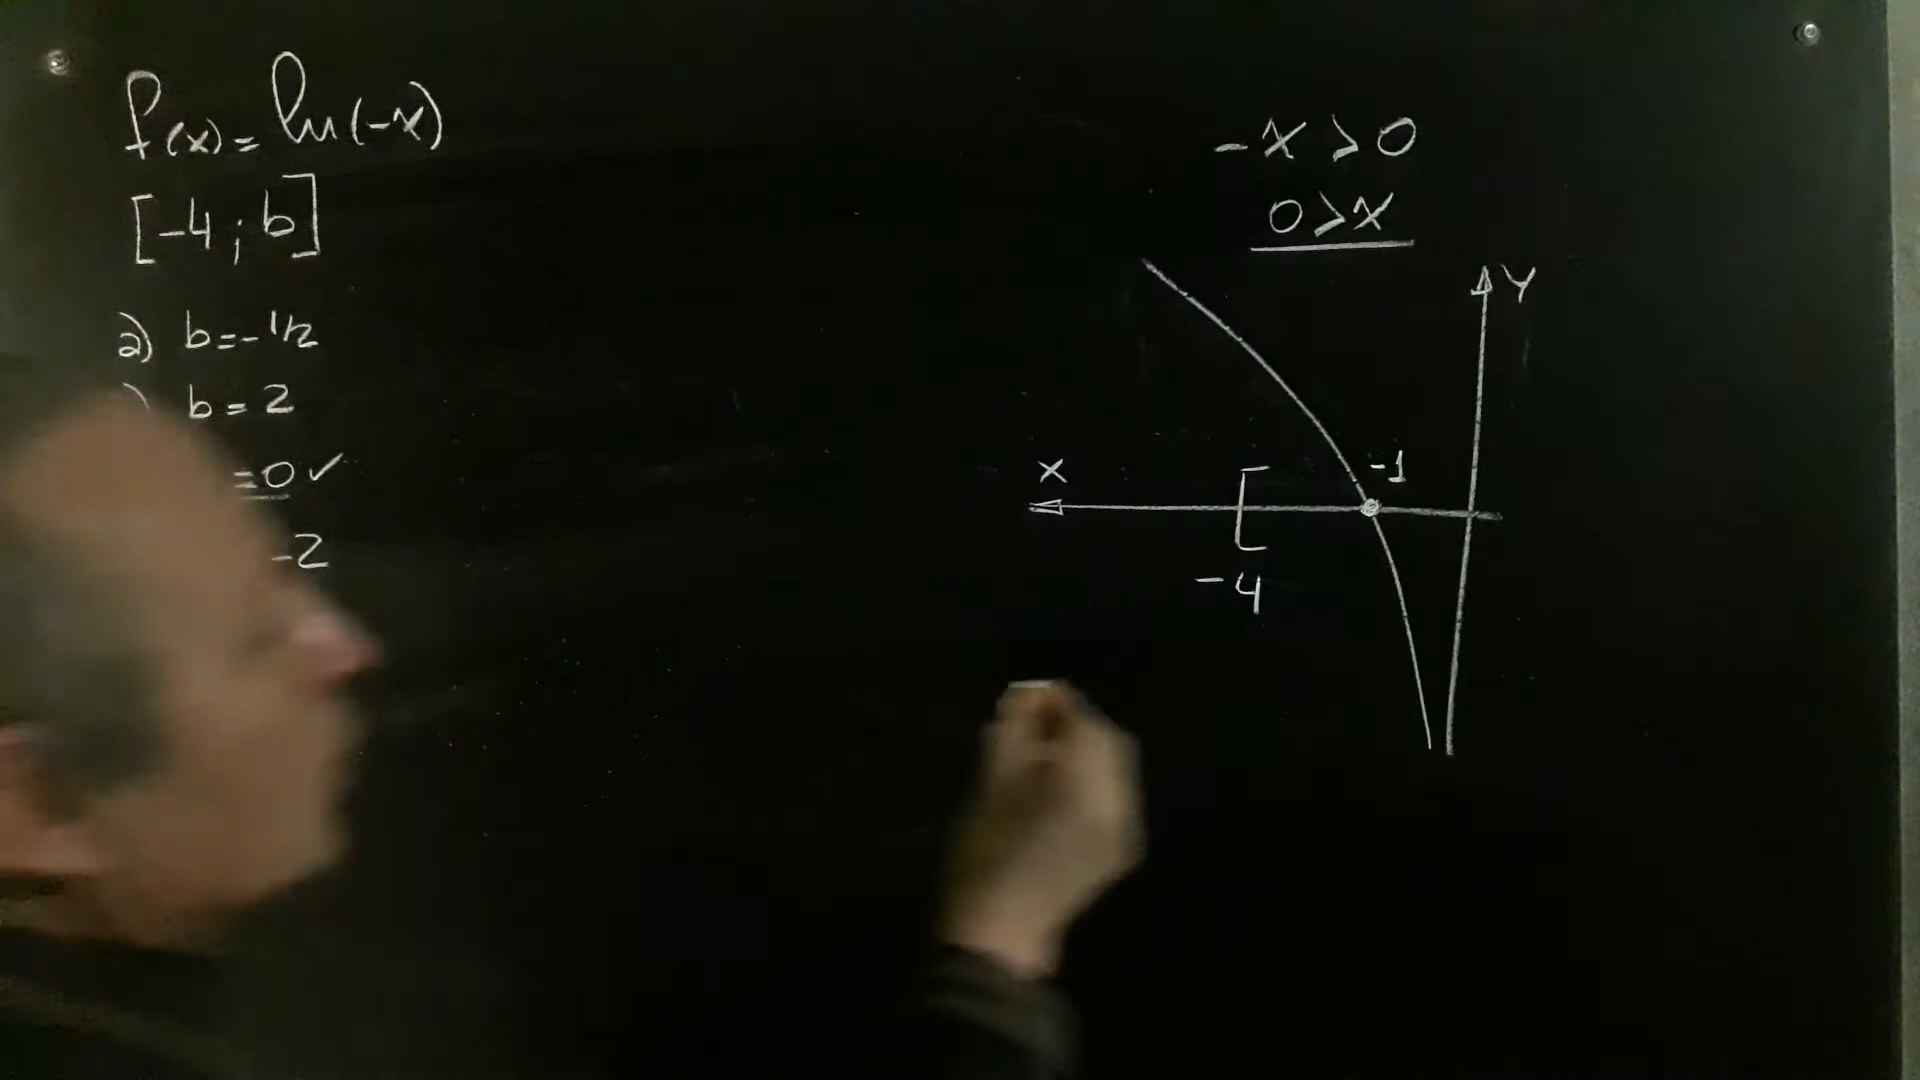 f(x) = ln(-x)
[-4; b]
a) b = -1/2
) b = 2
=0 ✓
-2
-x > 0
0 > x
Y
X
-1
-4